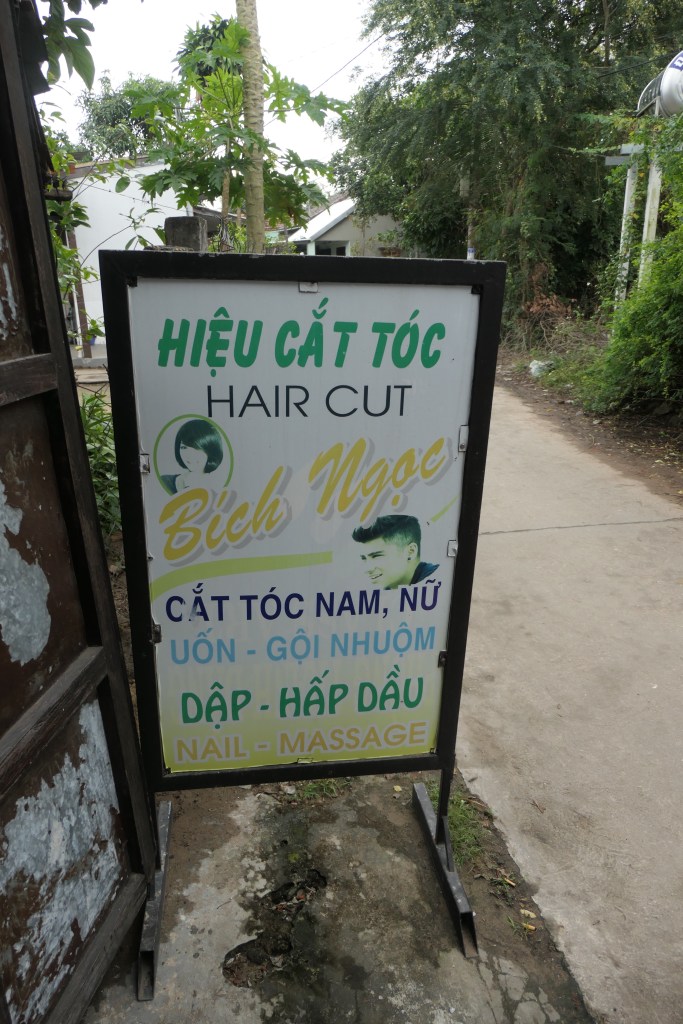 HIỆU CẮT TÓC
HAIR CUT
Bích Ngọc
CẮT TÓC NAM, NỮ
UỐN - GỘI NHUỘM
DẬP - HẤP DẦU
NAIL - MASSAGE